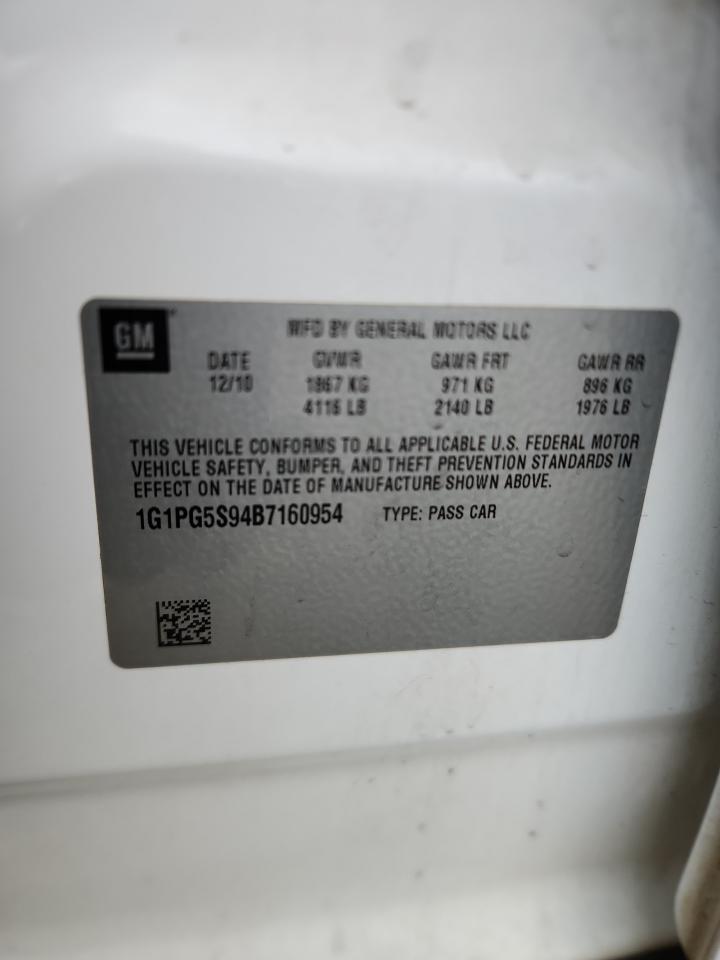 GM
MFD BY GENERAL MOTORS LLC
DATE GVWR GAWR FRT GAWR RR
12/10 1867 KG 971 KG 896 KG
4116 LB 2140 LB 1976 LB
THIS VEHICLE CONFORMS TO ALL APPLICABLE U.S. FEDERAL MOTOR
VEHICLE SAFETY, BUMPER, AND THEFT PREVENTION STANDARDS IN
EFFECT ON THE DATE OF MANUFACTURE SHOWN ABOVE.
1G1PG5S94B7160954 TYPE: PASS CAR